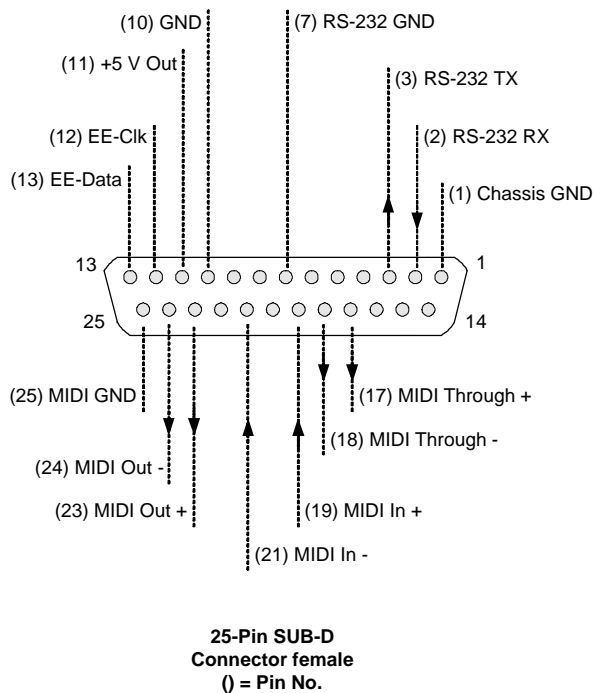 (10) GND
(7) RS-232 GND
(11) +5 V Out
(3) RS-232 TX
(12) EE-Clk
(2) RS-232 RX
(13) EE-Data
(1) Chassis GND
13
1
25
14
(25) MIDI GND
(17) MIDI Through +
(18) MIDI Through -
(24) MIDI Out -
(23) MIDI Out +
(19) MIDI In +
(21) MIDI In -
25-Pin SUB-D
Connector female
() = Pin No.